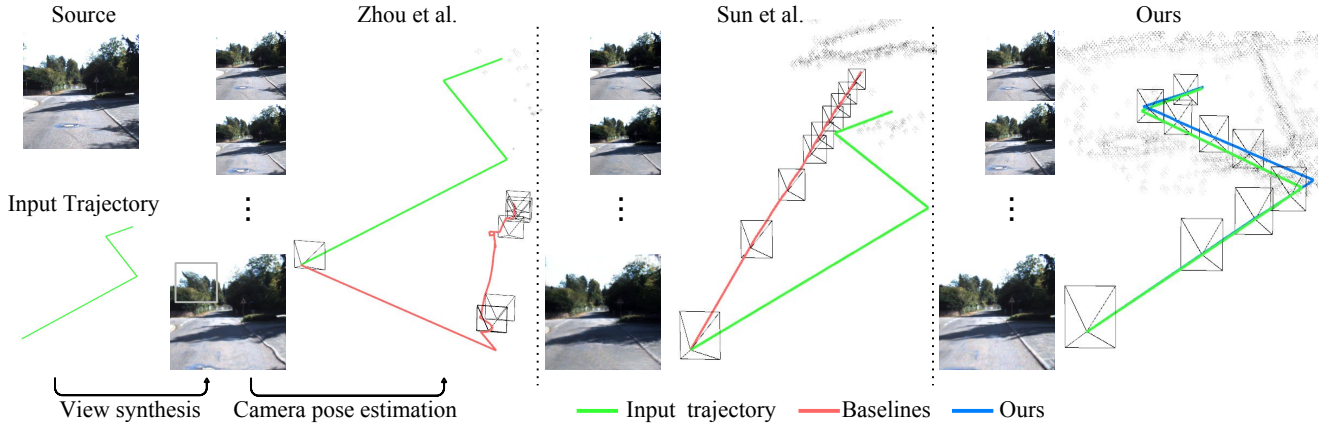 Source
Zhou et al.
Sun et al.
Ours
Input Trajectory
View synthesis
Camera pose estimation
Input trajectory
Baselines
Ours